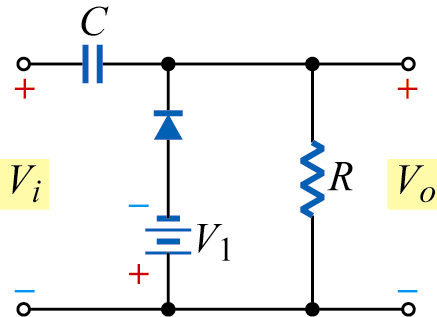 C
+ +
−
V_i R V_o
V_1
+
− −